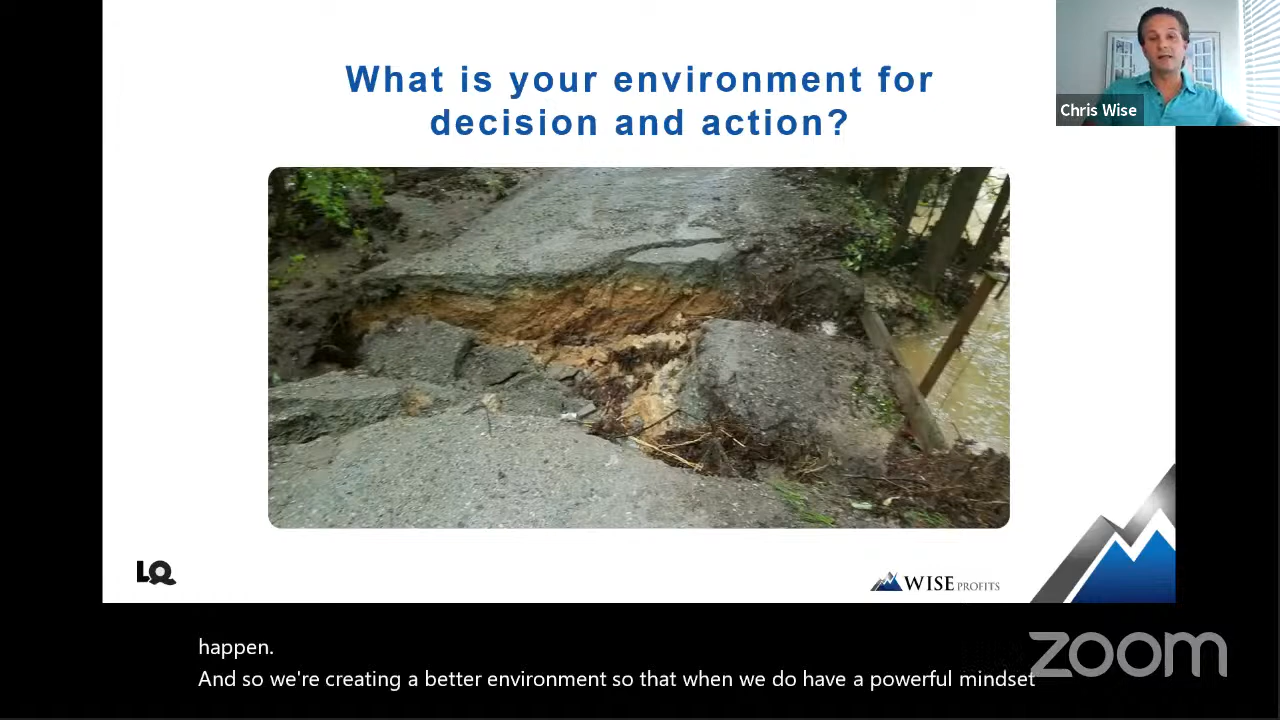 What is your environment for
decision and action?
Chris Wise
LQ
WISE PROFITS
happen.
And so we're creating a better environment so that when we do have a powerful mindset
zoom